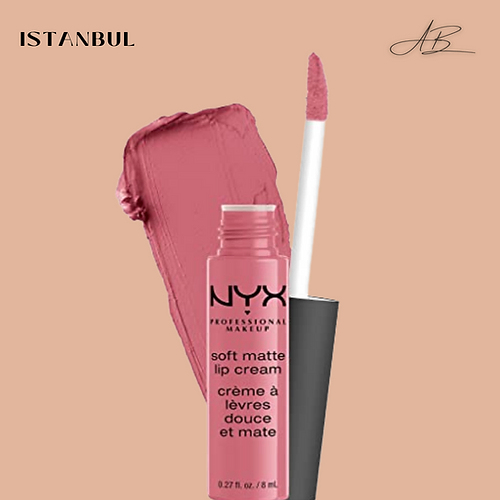 ISTANBUL
AB
NYX
PROFESSIONAL
MAKEUP
soft matte
lip cream
crème à
lèvres
douce
et mate
0.27 fl. oz. / 8 mL